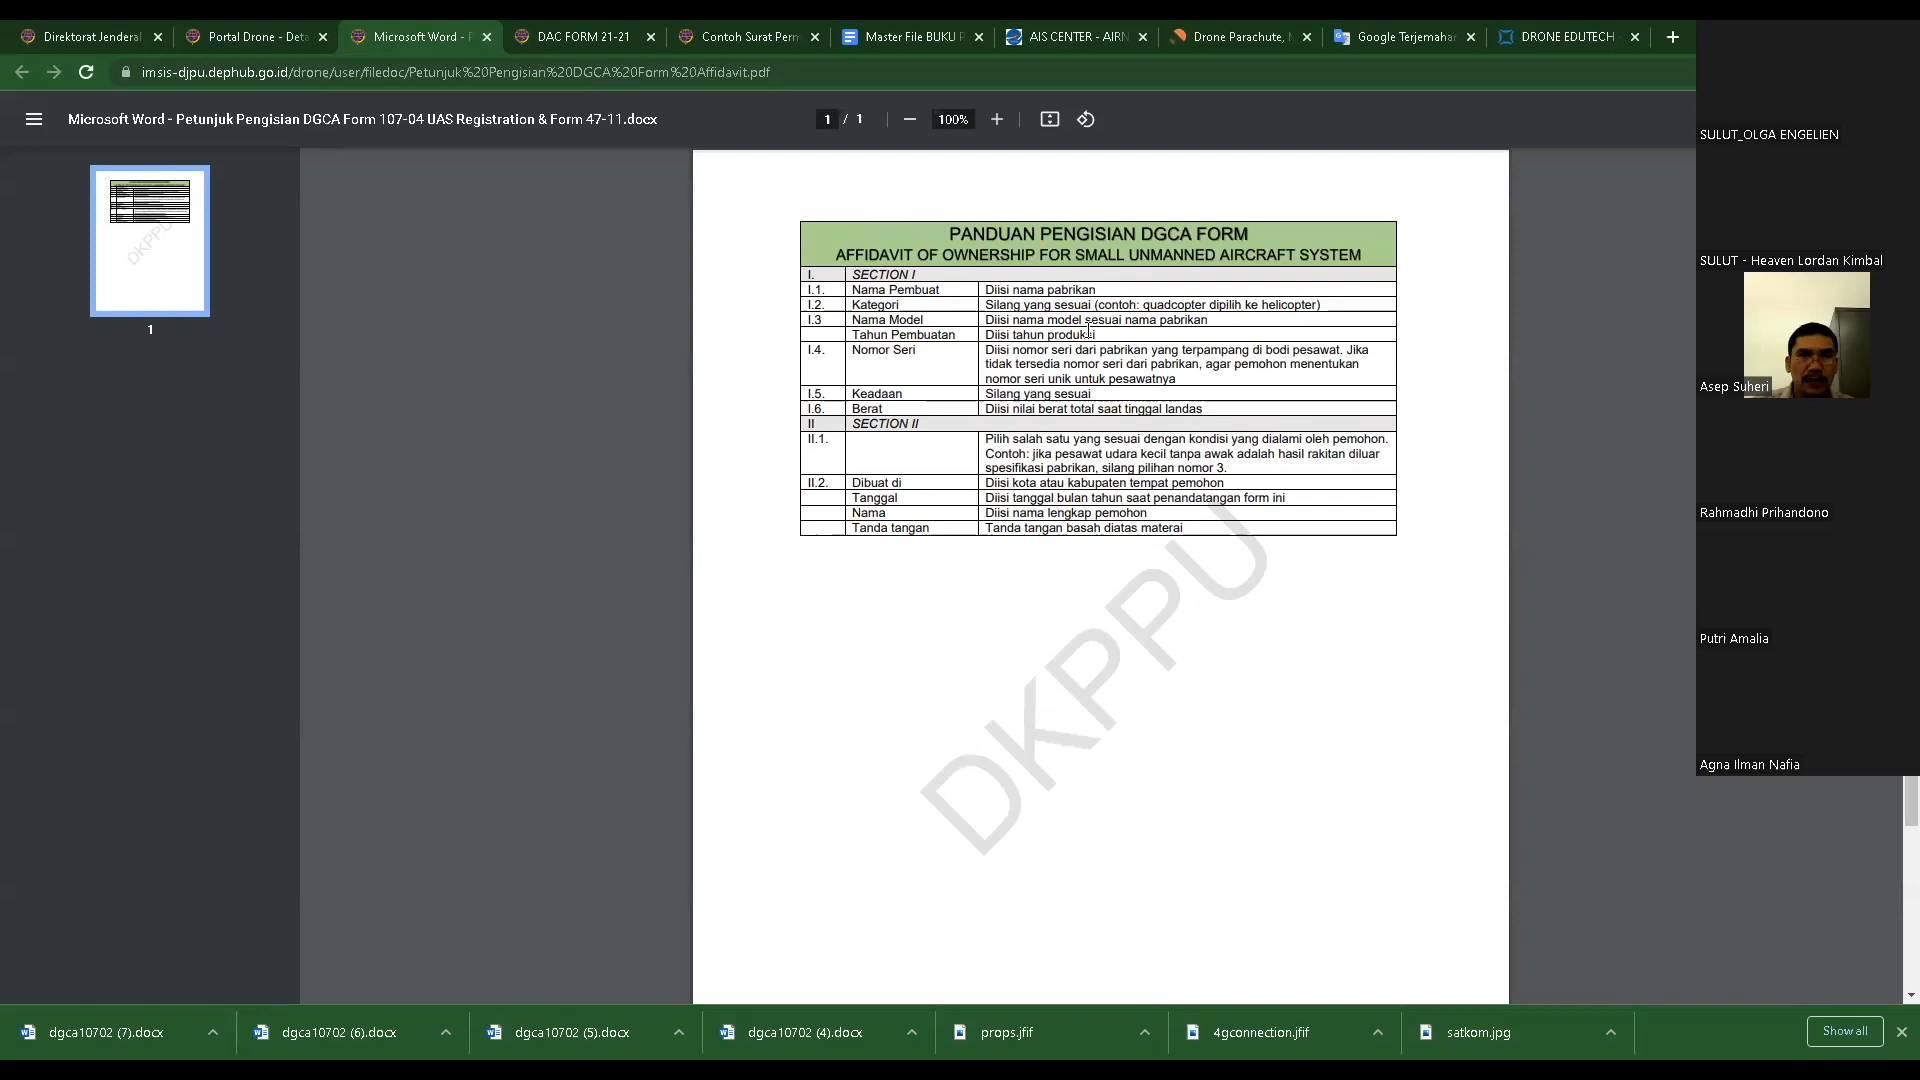 Direktorat Jenderal
Portal Drone - Deta
Microsoft Word -
DAC FORM 21-21
Contoh Surat Perm
Master File BUKU P
AIS CENTER - AIRN
Drone Parachute,
Google Terjemahan
DRONE EDUTECH
imsis-djpu.dephub.go.id/drone/user/filedoc/Petunjuk%20Pengisian%20DGCA%20Form%20Affidavit.pdf
Microsoft Word - Petunjuk Pengisian DGCA Form 107-04 UAS Registration & Form 47-11.docx
1 / 1
100%
1
DKPPU
PANDUAN PENGISIAN DGCA FORM
AFFIDAVIT OF OWNERSHIP FOR SMALL UNMANNED AIRCRAFT SYSTEM
I. SECTION I
I.1. Nama Pembuat Diisi nama pabrikan
I.2. Kategori Silang yang sesuai (contoh: quadcopter dipilih ke helicopter)
I.3 Nama Model Diisi nama model sesuai nama pabrikan
Tahun Pembuatan Diisi tahun produksi
I.4. Nomor Seri Diisi nomor seri dari pabrikan yang terpampang di bodi pesawat. Jika
tidak tersedia nomor seri dari pabrikan, agar pemohon menentukan
nomor seri unik untuk pesawatnya
I.5. Keadaan Silang yang sesuai
I.6. Berat Diisi nilai berat total saat tinggal landas
II SECTION II
II.1. Pilih salah satu yang sesuai dengan kondisi yang dialami oleh pemohon.
Contoh: jika pesawat udara kecil tanpa awak adalah hasil rakitan diluar
spesifikasi pabrikan, silang pilihan nomor 3.
II.2. Dibuat di Diisi kota atau kabupaten tempat pemohon
Tanggal Diisi tanggal bulan tahun saat penandatangan form ini
Nama Diisi nama lengkap pemohon
Tanda tangan Tanda tangan basah diatas materai
DKPPU
SULUT_OLGA ENGELIEN
SULUT - Heaven Lordan Kimbal
Asep Suheri
Rahmadhi Prihandono
Putri Amalia
Agna Ilman Nafia
dgca10702 (7).docx
dgca10702 (6).docx
dgca10702 (5).docx
dgca10702 (4).docx
props.jfif
4gconnection.jfif
satkom.jpg
Show all